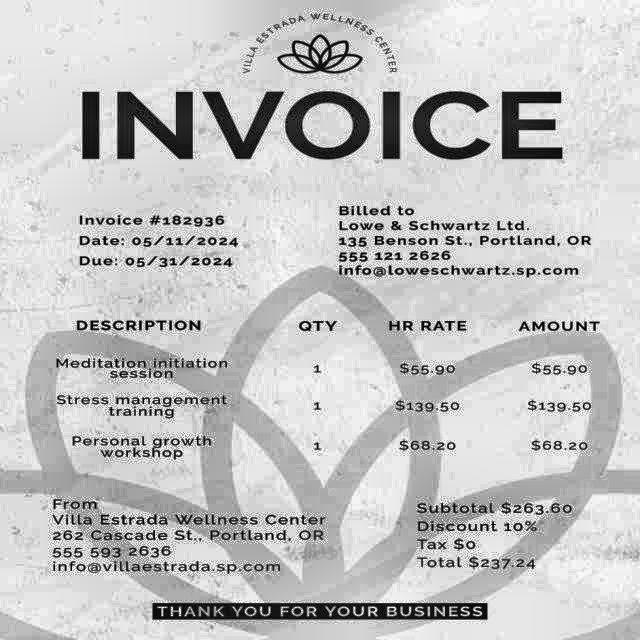 VILLA ESTRADA WELLNESS CENTER
INVOICE
Invoice #182936
Date: 05/11/2024
Due: 05/31/2024
Billed to
Lowe & Schwartz Ltd.
135 Benson St., Portland, OR
555 121 2626
info@loweschwartz.sp.com
DESCRIPTION QTY HR RATE AMOUNT
Meditation initiation
session 1 $55.90 $55.90
Stress management
training 1 $139.50 $139.50
Personal growth
workshop 1 $68.20 $68.20
From
Villa Estrada Wellness Center
262 Cascade St., Portland, OR
555 593 2636
info@villaestrada.sp.com
Subtotal $263.60
Discount 10%
Tax $0
Total $237.24
THANK YOU FOR YOUR BUSINESS